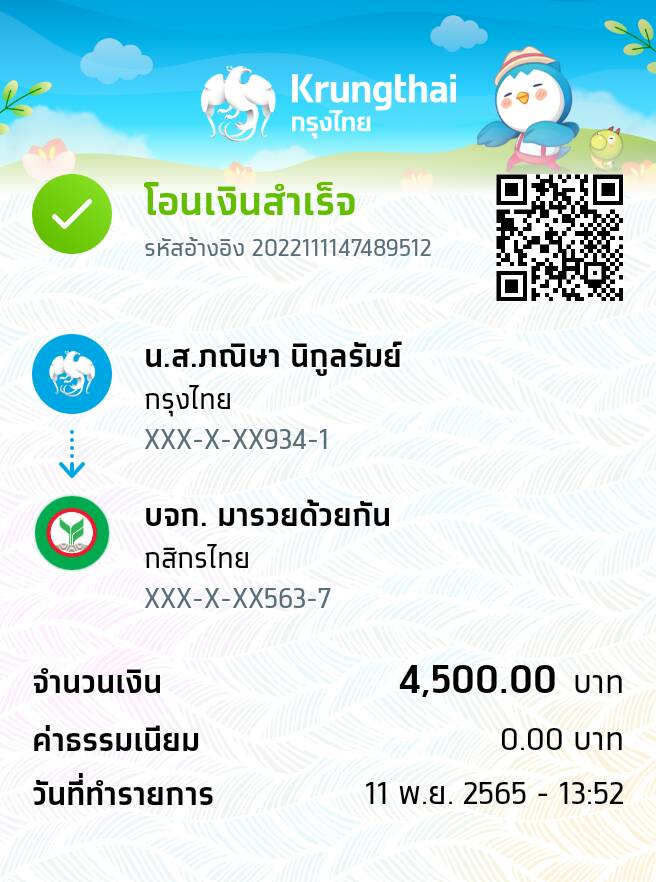 Krungthai
กรุงไทย
โอนเงินสำเร็จ
รหัสอ้างอิง 2022111147489512
น.ส.ภณิษา นิกูลรัมย์
กรุงไทย
XXX-X-XX934-1
บจก. มารวยด้วยกัน
กสิกรไทย
XXX-X-XX563-7
จำนวนเงิน 4,500.00 บาท
ค่าธรรมเนียม 0.00 บาท
วันที่ทำรายการ 11 พ.ย. 2565 - 13:52